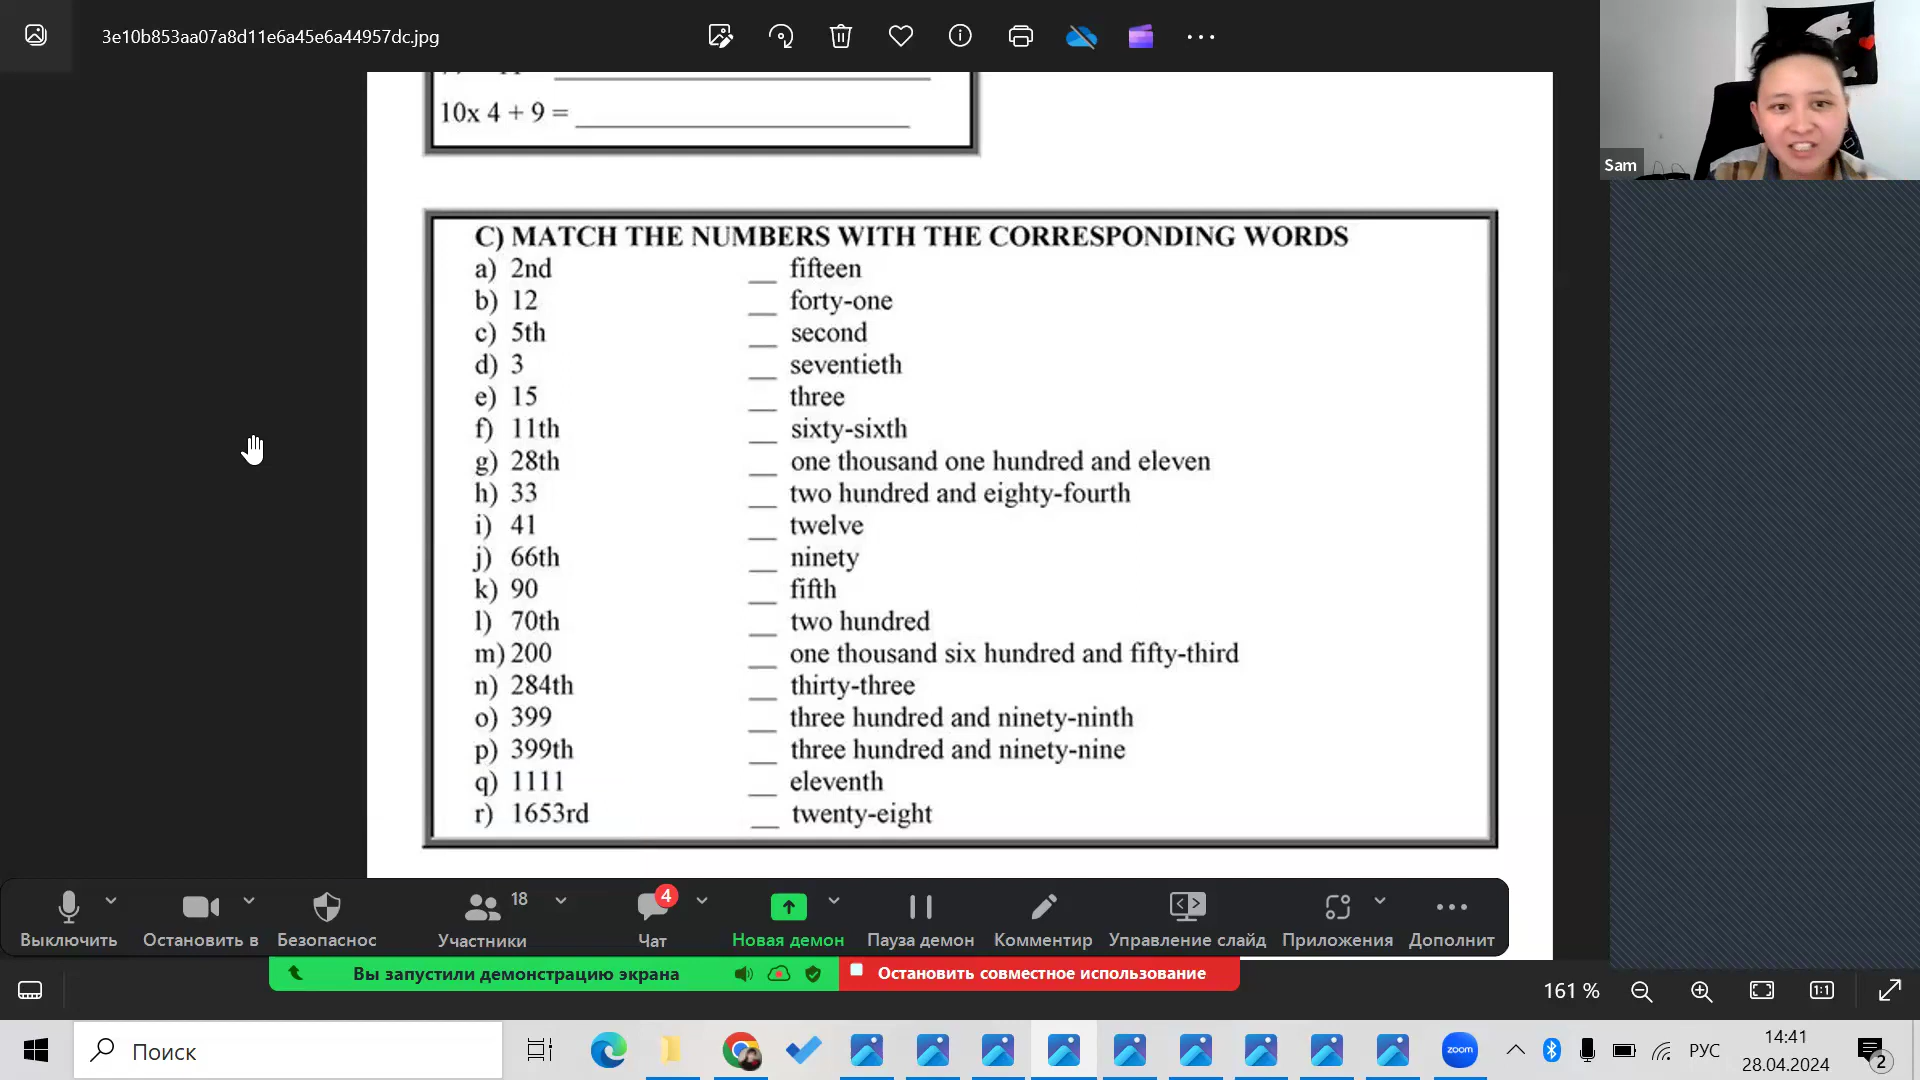 3e10b853aa07a8d11e6a45e6a44957dc.jpg
10x 4 + 9 =
Sam
C) MATCH THE NUMBERS WITH THE CORRESPONDING WORDS
a) 2nd __ fifteen
b) 12 __ forty-one
c) 5th __ second
d) 3 __ seventieth
e) 15 __ three
f) 11th __ sixty-sixth
g) 28th __ one thousand one hundred and eleven
h) 33 __ two hundred and eighty-fourth
i) 41 __ twelve
j) 66th __ ninety
k) 90 __ fifth
l) 70th __ two hundred
m) 200 __ one thousand six hundred and fifty-third
n) 284th __ thirty-three
o) 399 __ three hundred and ninety-ninth
p) 399th __ three hundred and ninety-nine
q) 1111 __ eleventh
r) 1653rd __ twenty-eight
18 4
Выключить Остановить в Безопаснос Участники Чат Новая демон Пауза демон Комментир Управление слайд Приложения Дополнит
Вы запустили демонстрацию экрана Остановить совместное использование
161 % 1:1
Поиск zoom РУС 14:41
28.04.2024 2